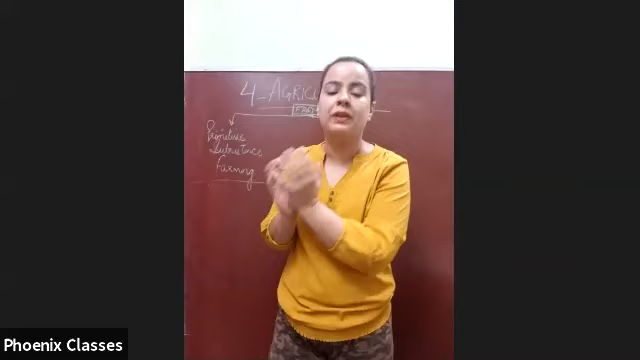 4 - AGRICU
Primitive
Subsistence
Farming
Phoenix Classes